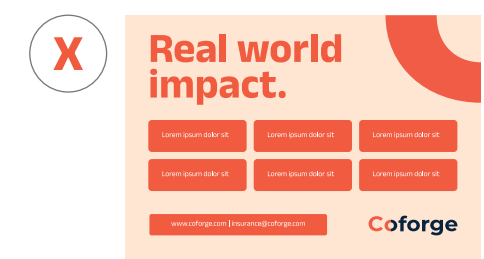 X
Real world
impact.
Lorem ipsum dolor sit Lorem ipsum dolor sit Lorem ipsum dolor sit
Lorem ipsum dolor sit Lorem ipsum dolor sit Lorem ipsum dolor sit
www.coforge.com | insurance@coforge.com
Coforge